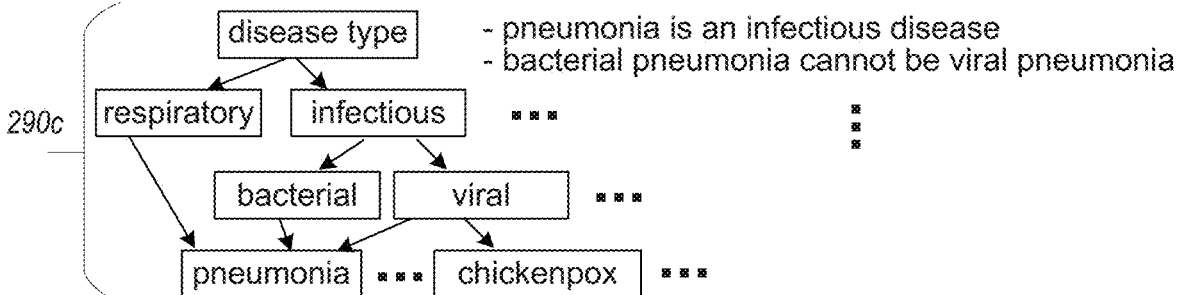 disease type
- pneumonia is an infectious disease
- bacterial pneumonia cannot be viral pneumonia
290c
respiratory
infectious
bacterial
viral
pneumonia
chickenpox